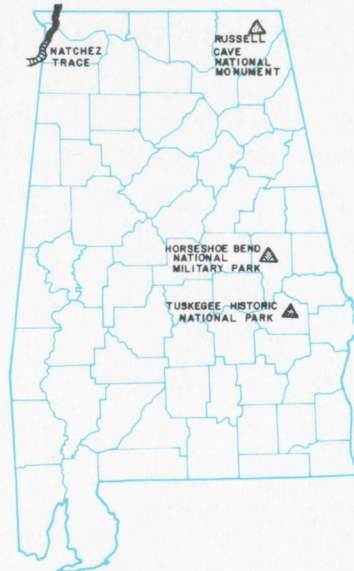 NATCHEZ
TRACE
RUSSELL
CAVE
NATIONAL
MONUMENT
HORSESHOE BEND
NATIONAL
MILITARY PARK
TUSKEGEE HISTORIC
NATIONAL PARK